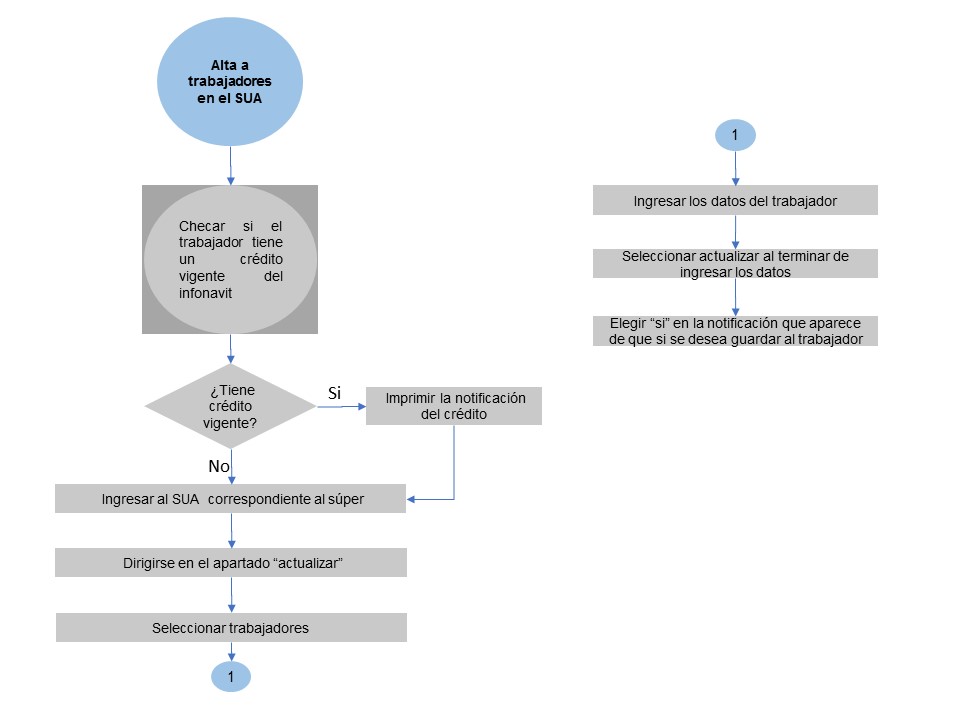 Alta a
trabajadores
en el SUA
Checar si el
trabajador tiene
un crédito
vigente del
infonavit
¿Tiene
crédito
vigente?
Si
Imprimir la notificación
del crédito
No
Ingresar al SUA correspondiente al súper
Dirigirse en el apartado “actualizar”
Seleccionar trabajadores
1
1
Ingresar los datos del trabajador
Seleccionar actualizar al terminar de
ingresar los datos
Elegir “si” en la notificación que aparece
de que si se desea guardar al trabajador